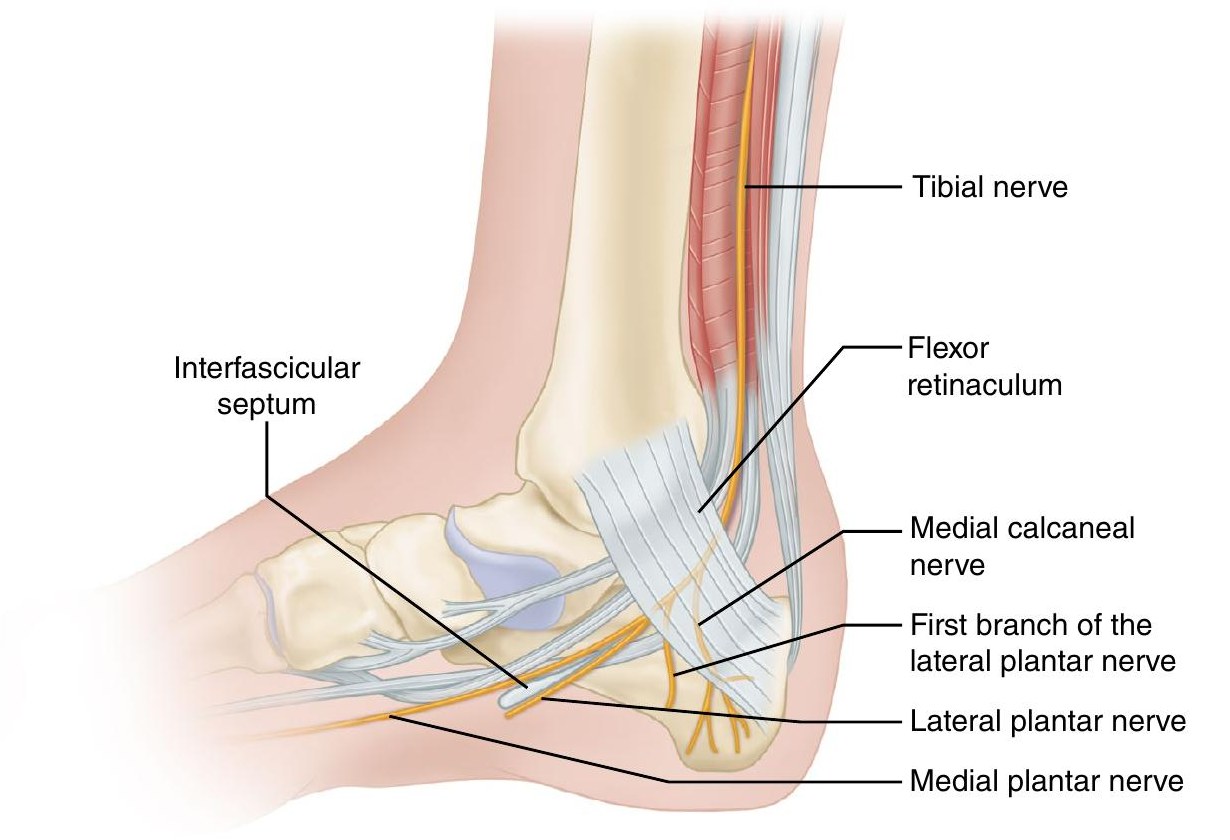 Tibial nerve
Flexor
retinaculum
Interfascicular
septum
Medial calcaneal
nerve
First branch of the
lateral plantar nerve
Lateral plantar nerve
Medial plantar nerve